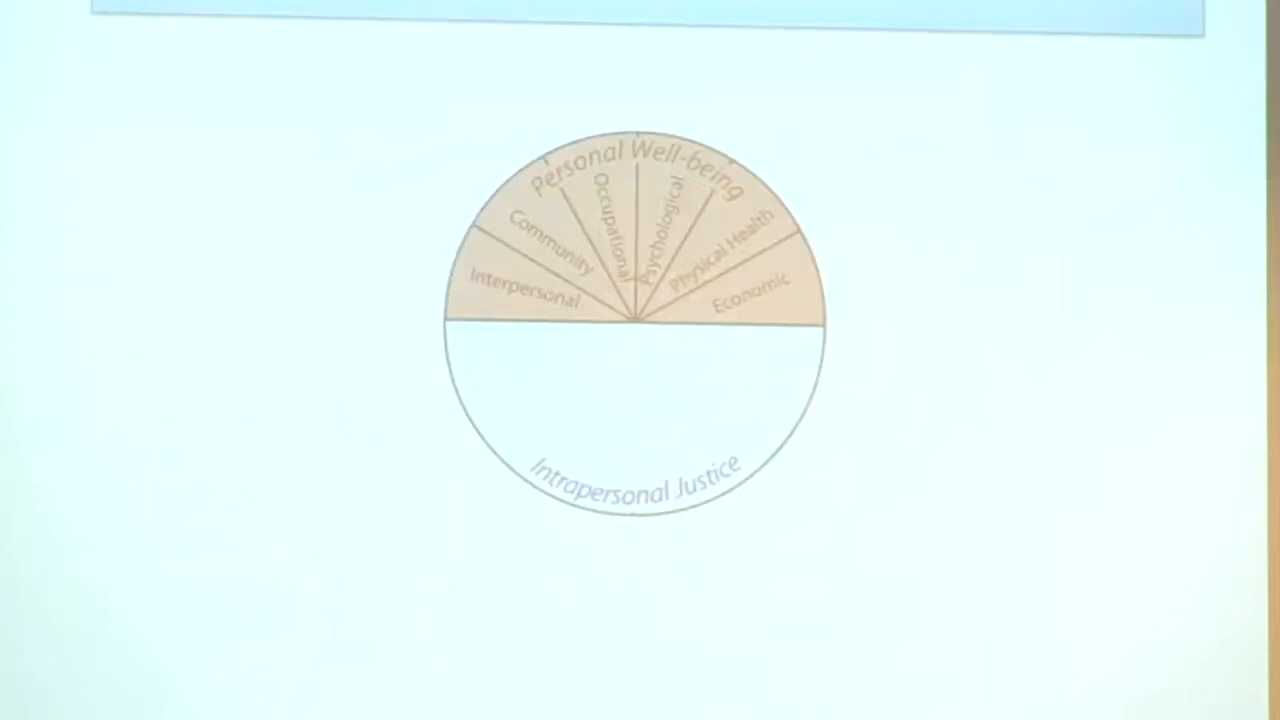 Personal Well-being
Interpersonal
Community
Occupational
Psychological
Physical Health
Economic
Intrapersonal Justice